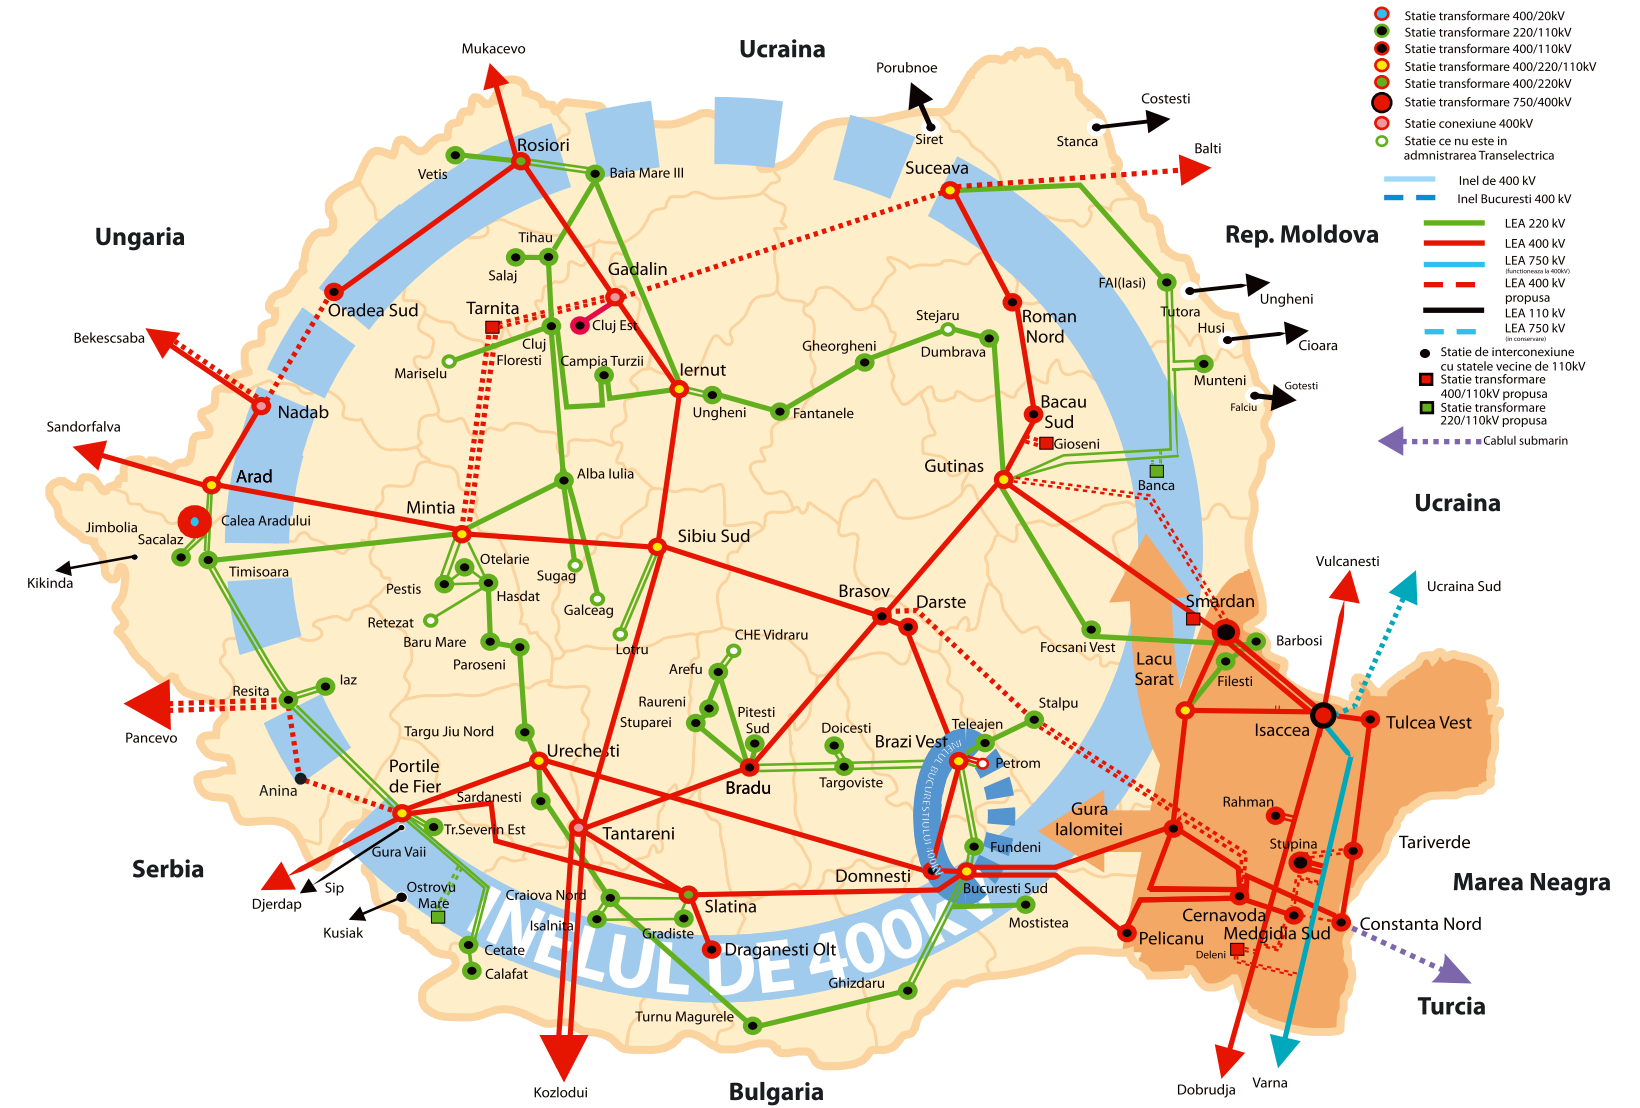 Ucraina
Mukacevo
Porubnoe
Costesti
Siret
Stanca
Balti
Suceava
Rosiori
Vetis
Baia Mare III
Ungaria
Rep. Moldova
Tihau
Salaj
Gadalin
Oradea Sud
Tarnita
Cluj Est
Cluj
Floresti
Mariselu
Campia Turzii
Bekescsaba
Nadab
Iernut
Ungheni
Fantanele
Gheorgheni
Stejaru
Dumbrava
Roman
Nord
FAI(Iasi)
Tutora
Ungheni
Husi
Cioara
Munteni
Gotesti
Falciu
Bacau
Sud
Gioseni
Gutinas
Banca
Sandorfalva
Arad
Calea Aradului
Jimbolia
Sacalaz
Kikinda
Timisoara
Mintia
Alba Iulia
Otelarie
Pestis
Hasdat
Retezat
Baru Mare
Paroseni
Sugag
Galceag
Lotru
Sibiu Sud
Brasov
Darste
CHE Vidraru
Arefu
Raureni
Stuparei
Pitesti
Sud
Bradu
Doicesti
Targoviste
Brazi Vest
Teleajen
Stalpu
Petrom
Fundeni
Focsani Vest
Smardan
Barbosi
Filesti
Lacu
Sarat
Ucraina
Vulcanesti
Ucraina Sud
Isaccea
Tulcea Vest
Resita
Iaz
Pancevo
Anina
Portile
de Fier
Targu Jiu Nord
Urechesti
Sardanesti
Tr.Severin Est
Gura Vaii
Serbia
Djerdap
Sip
Kusiak
Ostrovu
Mare
Cetate
Calafat
Craiova Nord
Isalnita
Gradiste
Slatina
Draganesti Olt
Tantareni
Domnesti
Bucuresti Sud
Mostistea
Ghizdaru
Turnu Magurele
Kozlodui
Bulgaria
Gura
Ialomitei
Rahman
Stupina
Tariverde
Marea Neagra
Cernavoda
Medgidia Sud
Constanta Nord
Pelicanu
Deleni
Turcia
Dobrudja
Varna
INELUL DE 400KV
INELUL BUCURESTIULUI 400KV
Statie transformare 400/20kV
Statie transformare 220/110kV
Statie transformare 400/110kV
Statie transformare 400/220/110kV
Statie transformare 400/220kV
Statie transformare 750/400kV
Statie conexiune 400kV
Statie ce nu este in
admnistrarea Transelectrica
Inel de 400 kV
Inel Bucuresti 400 kV
LEA 220 kV
LEA 400 kV
LEA 750 kV
(functioneaza la 400kV)
LEA 400 kV
propusa
LEA 110 kV
LEA 750 kV
(in conservare)
Statie de interconexiune
cu statele vecine de 110kV
Statie transformare
400/110kV propusa
Statie transformare
220/110kV propusa
Cablul submarin